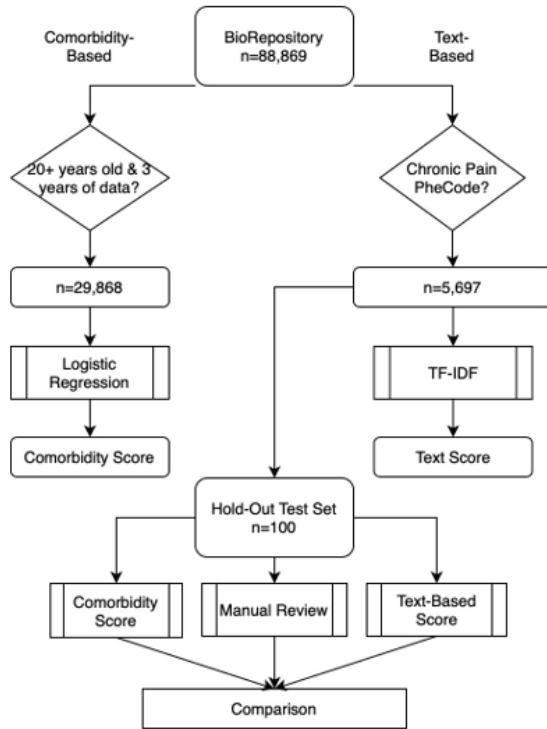 Comorbidity-
Based
BioRepository
n=88,869
Text-
Based
20+ years old & 3
years of data?
Chronic Pain
PheCode?
n=29,868
n=5,697
Logistic
Regression
TF-IDF
Comorbidity Score
Text Score
Hold-Out Test Set
n=100
Comorbidity
Score
Manual Review
Text-Based
Score
Comparison